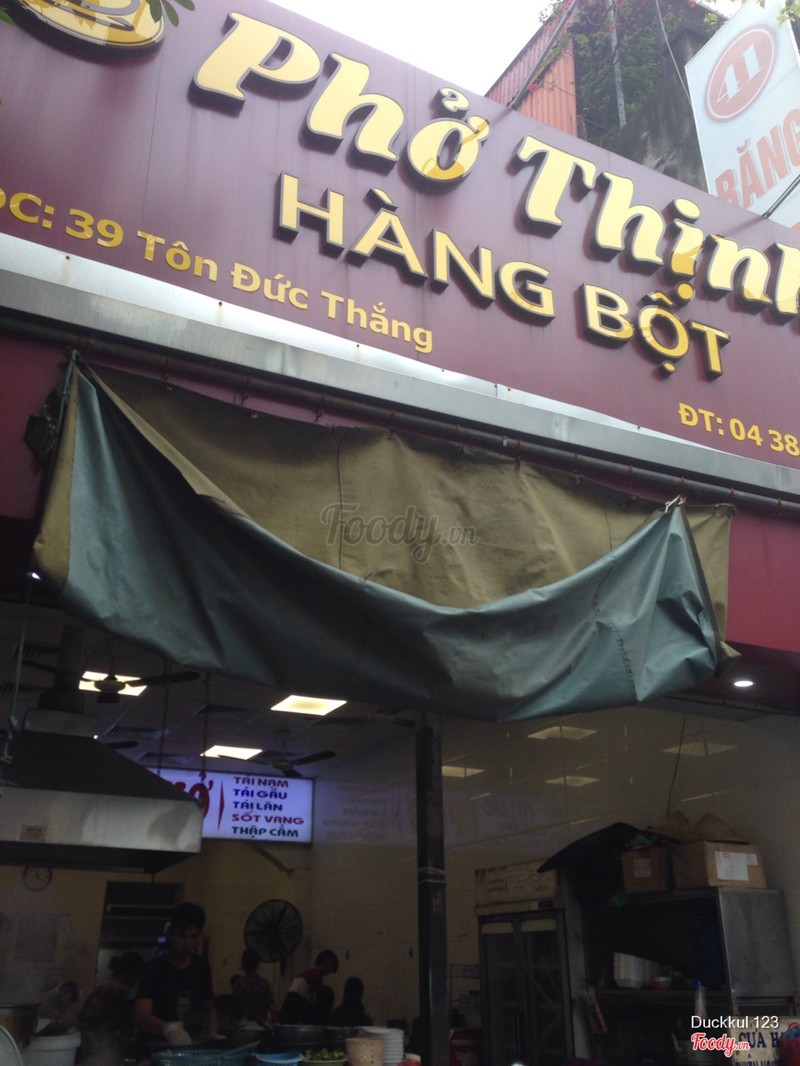 Phở Thịnh
HÀNG BỘT
39 Tôn Đức Thắng
ĐT: 04 38
41
BĂNG
Foody.vn
TÁI NẠM
TÁI GẦU
TÁI LĂN
SỐT VANG
THẬP CẨM
Duckkul 123
Foody.vn